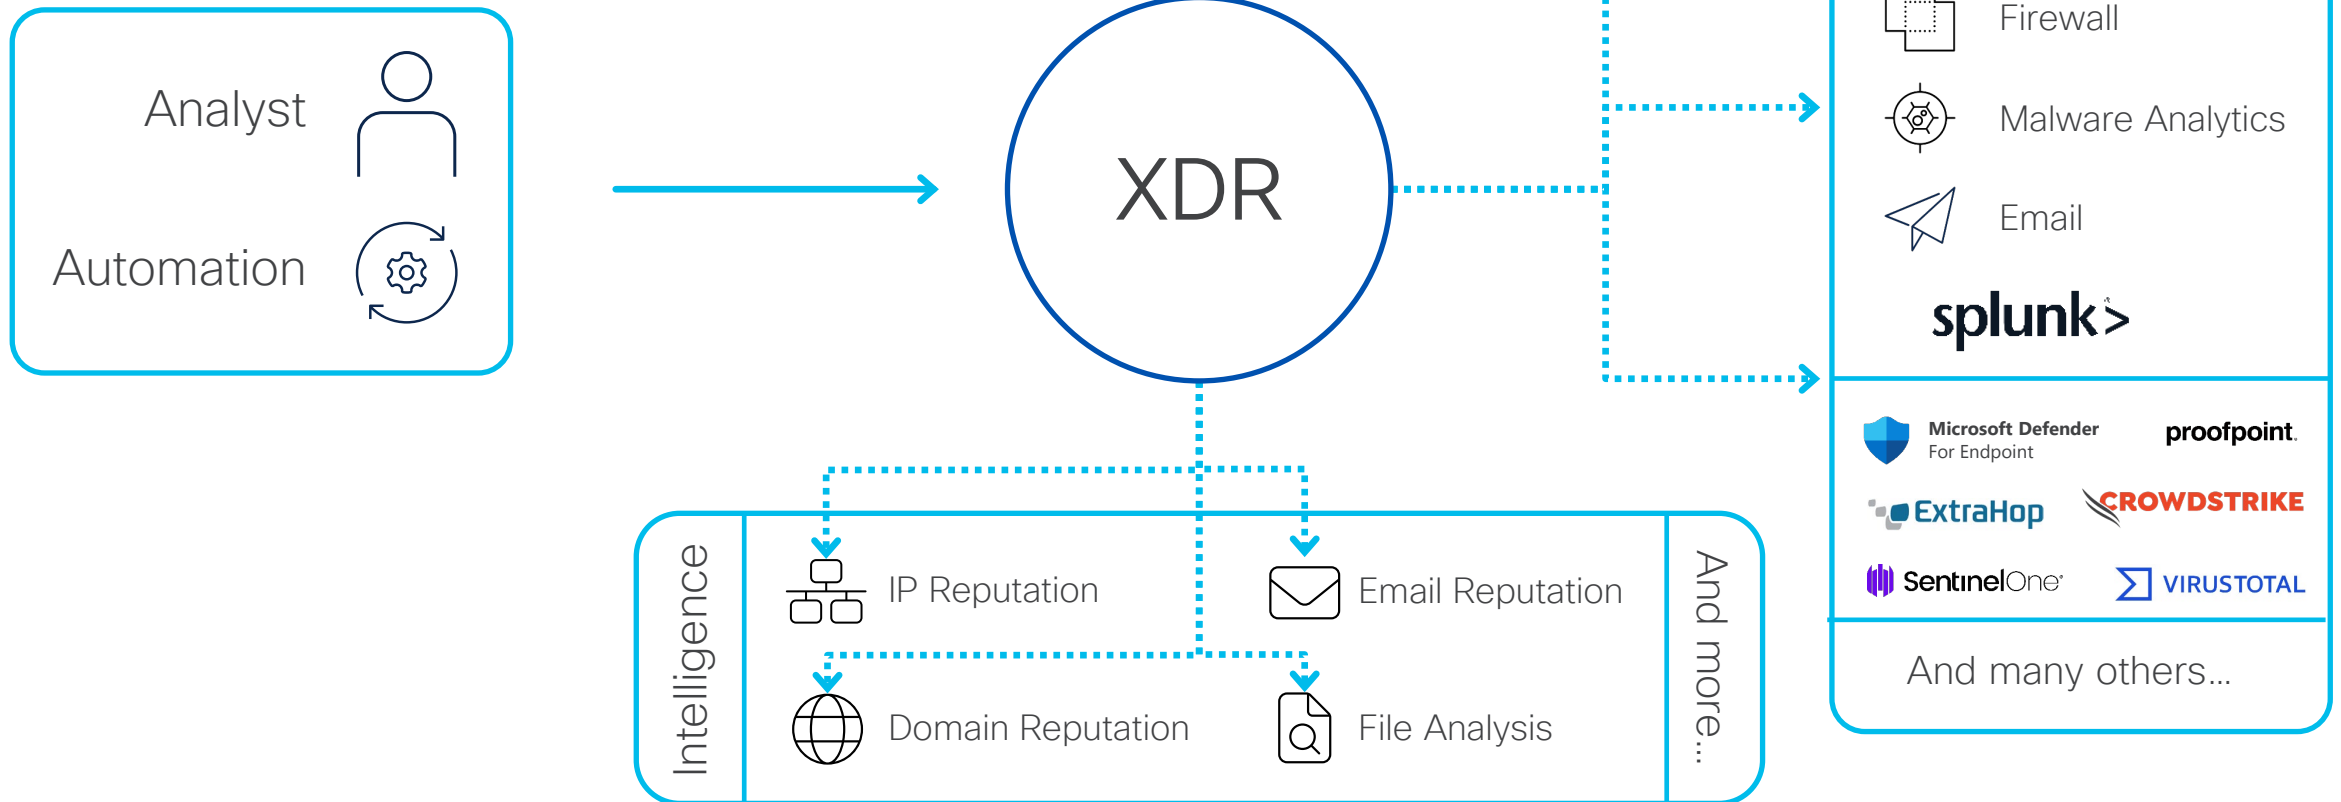 Analyst
Automation
XDR
Firewall
Malware Analytics
Email
splunk>
Microsoft Defender
For Endpoint
proofpoint.
ExtraHop
CROWDSTRIKE
SentinelOne
VIRUSTOTAL
And many others...
Intelligence
IP Reputation
Email Reputation
Domain Reputation
File Analysis
And more...